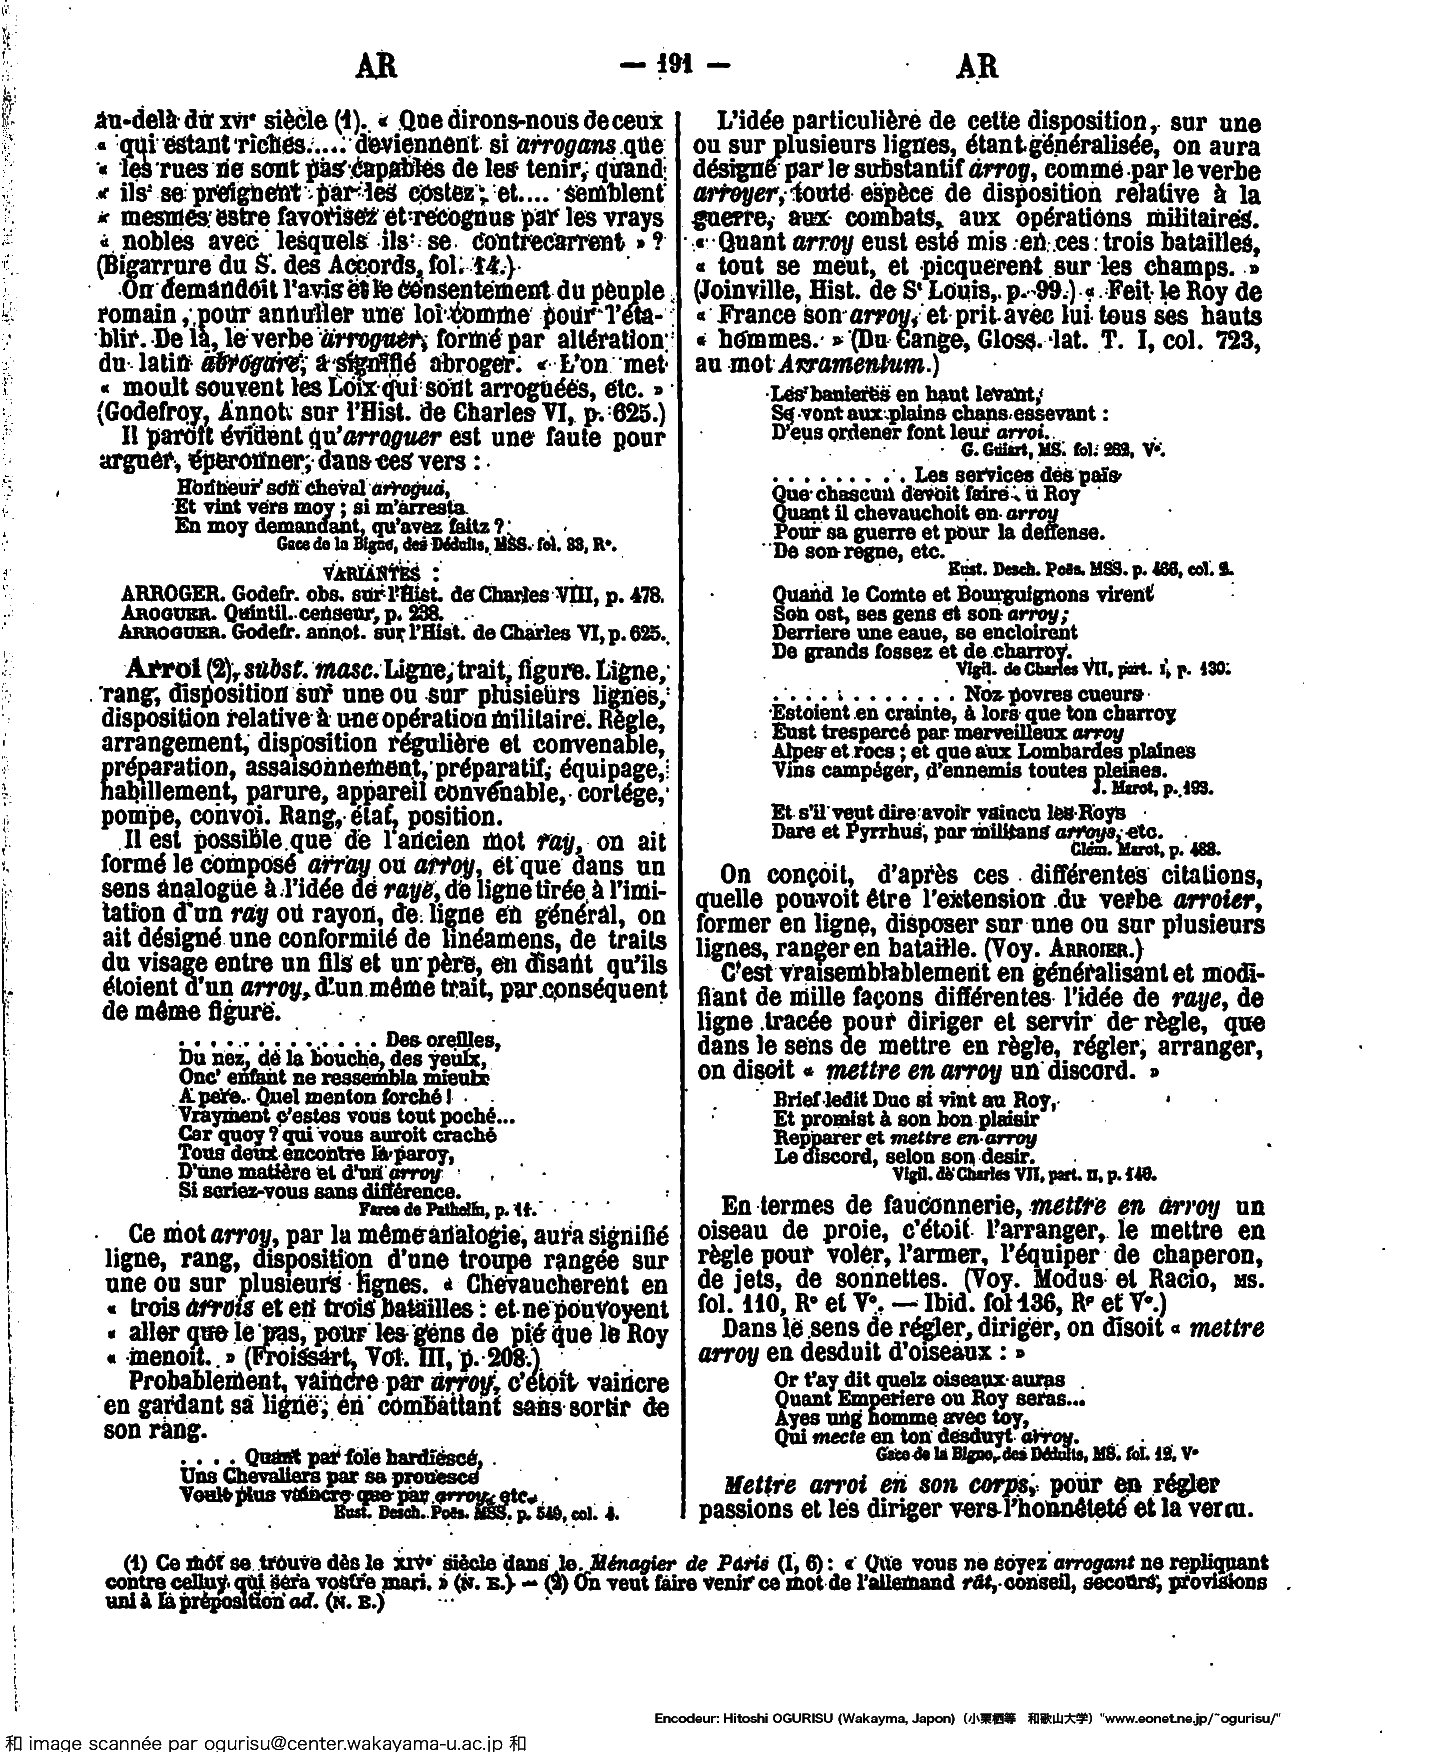 AR
— 191 —
AR
au-delà du XVIᵉ siècle (1). « Que dirons-nous de ceux
« qui estant riches..... deviennent si arrogans que
« les rues ne sont pas capables de les tenir, quand
« ils se preignent par les costez, et.... semblent
« mesmes estre favorisez et recognus par les vrays
« nobles avec lesquels ils se contrecarrent » ?
(Bigarrure du S. des Accords, fol. 14.)
On demandoit l'avis et le consentement du peuple
romain, pour annuller une loi comme pour l'éta-
blir. De là, le verbe arroguer, formé par altération
du latin abrogare, a signifié abroger. « L'on met
« moult souvent les Loix qui sont arroguées, etc. »
(Godefroy, Annot. sur l'Hist. de Charles VI, p. 625.)
Il paroît évident qu'arroguer est une faute pour
arguer, éperonner, dans ces vers :
Honneur son cheval arrogua,
Et vint vers moy ; si m'arresta
En moy demandant, qu'avez faitz ?
Gace de la Bigne, des Déduits, MSS. fol. 33, R°.
VARIANTES :
ARROGER. Godefr. obs. sur l'Hist. de Charles VIII, p. 478.
AROGUER. Quintil. censeur, p. 238.
ARROGUER. Godefr. annot. sur l'Hist. de Charles VI, p. 625.
Arroi (2), subst. masc. Ligne, trait, figure. Ligne,
rang, disposition sur une ou sur plusieurs lignes,
disposition relative à une opération militaire. Règle,
arrangement, disposition régulière et convenable,
préparation, assaisonnement, préparatif, équipage,
habillement, parure, appareil convenable, cortége,
pompe, convoi. Rang, état, position.
Il est possible que de l'ancien mot ray, on ait
formé le composé array ou arroy, et que dans un
sens analogue à l'idée de raye, de ligne tirée à l'imi-
tation d'un ray ou rayon, de ligne en général, on
ait désigné une conformité de linéamens, de traits
du visage entre un fils et un père, en disant qu'ils
étoient d'un arroy, d'un même trait, par conséquent
de même figure.
. . . . . . . . . . . . . . Des oreilles,
Du nez, de la bouche, des yeulx,
Onc' enfant ne ressembla mieulx
A pere. Quel menton forché !
Vrayment c'estes vous tout poché...
Car quoy ? qui vous auroit craché
Tous deux encontre la paroy,
D'une matière et d'un arroy
Si seriez-vous sans différence.
Farce de Pathelin, p. 11.
Ce mot arroy, par la même analogie, aura signifié
ligne, rang, disposition d'une troupe rangée sur
une ou sur plusieurs lignes. « Chevaucherent en
« trois arrois et en trois batailles : et ne pouvoyent
« aller que le pas, pour les gens de pié que le Roy
« menoit. » (Froissart, Vol. III, p. 208.)
Probablement, vaincre par arroy, c'étoit vaincre
en gardant sa ligne, en combattant sans sortir de
son rang.
. . . . Quant par fole hardiesce,
Uns Chevaliers par sa prouesce
Veult plus vaincre que par arroy, etc.
Eust. Desch. Poës. MSS. p. 549, col. 4.
L'idée particulière de cette disposition, sur une
ou sur plusieurs lignes, étant généralisée, on aura
désigné par le substantif arroy, comme par le verbe
arroyer, toute espèce de disposition relative à la
guerre, aux combats, aux opérations militaires.
« Quant arroy eust esté mis en ces trois batailles,
« tout se meut, et picquerent sur les champs. »
(Joinville, Hist. de Sᵗ Louis, p. 99.) « Feit le Roy de
« France son arroy, et prit avec lui tous ses hauts
« hommes. » (Du Cange, Gloss. lat. T. I, col. 723,
au mot Arramentum.)
Les banieres en haut levant,
Se vont aux plains chans essevant :
D'eus ordener font leur arroi.
G. Guiart, MS. fol. 262, V°.
. . . . . . . . . Les services des païs
Que chascun devoit faire u Roy
Quant il chevauchoit en arroy
Pour sa guerre et pour la deffense.
De son regne, etc.
Eust. Desch. Poës. MSS. p. 466, col. 2.
Quand le Comte et Bourguignons virent
Son ost, ses gens et son arroy ;
Derriere une eaue, se encloirent
De grands fossez et de charroy.
Vigil. de Charles VII, part. I, p. 130.
. . . . . . . . . . . . Noz povres cueurs
Estoient en crainte, à lors que ton charroy
Eust trespercé par merveilleux arroy
Alpes et rocs ; et que aux Lombardes plaines
Vins campéger, d'ennemis toutes pleines.
J. Marot, p. 193.
Et s'il veut dire avoir vaincu les Roys
Dare et Pyrrhus, par militans arroys, etc.
Clém. Marot, p. 468.
On conçoit, d'après ces différentes citations,
quelle pouvoit être l'extension du verbe arroier,
former en ligne, disposer sur une ou sur plusieurs
lignes, ranger en bataille. (Voy. ARROIER.)
C'est vraisemblablement en généralisant et modi-
fiant de mille façons différentes l'idée de raye, de
ligne tracée pour diriger et servir de règle, que
dans le sens de mettre en règle, régler, arranger,
on disoit « mettre en arroy un discord. »
Brief ledit Duc si vint au Roy,
Et promist à son bon plaisir
Repparer et mettre en arroy
Le discord, selon son desir.
Vigil. de Charles VII, part. II, p. 148.
En termes de fauconnerie, mettre en arroy un
oiseau de proie, c'étoit l'arranger, le mettre en
règle pour voler, l'armer, l'équiper de chaperon,
de jets, de sonnettes. (Voy. Modus et Racio, MS.
fol. 110, R° et V°. — Ibid. fol 136, R° et V°.)
Dans le sens de régler, diriger, on disoit « mettre
arroy en desduit d'oiseaux : »
Or t'ay dit quelz oiseaux auras
Quant Emperiere ou Roy seras...
Ayes ung homme avec toy,
Qui mecte en ton desduyt arroy.
Gace de la Bigne, des Déduits, MS. fol. 12, V°
Mettre arroi en son corps, pour en régler
passions et les diriger vers l'honnêteté et la vertu.
(1) Ce mot se trouve dès le XIVᵉ siècle dans le Ménagier de Paris (I, 6) : « Que vous ne soyez arrogant ne repliquant
contre celluy qui sera vostre mari. » (N. E.) — (2) On veut faire venir ce mot de l'allemand rât, conseil, secours, provisions
uni à la préposition ad. (N. E.)
Encodeur: Hitoshi OGURISU (Wakayma, Japon) (小栗栖等 和歌山大学) "www.eonet.ne.jp/~ogurisu/"
和 image scannée par ogurisu@center.wakayama-u.ac.jp 和